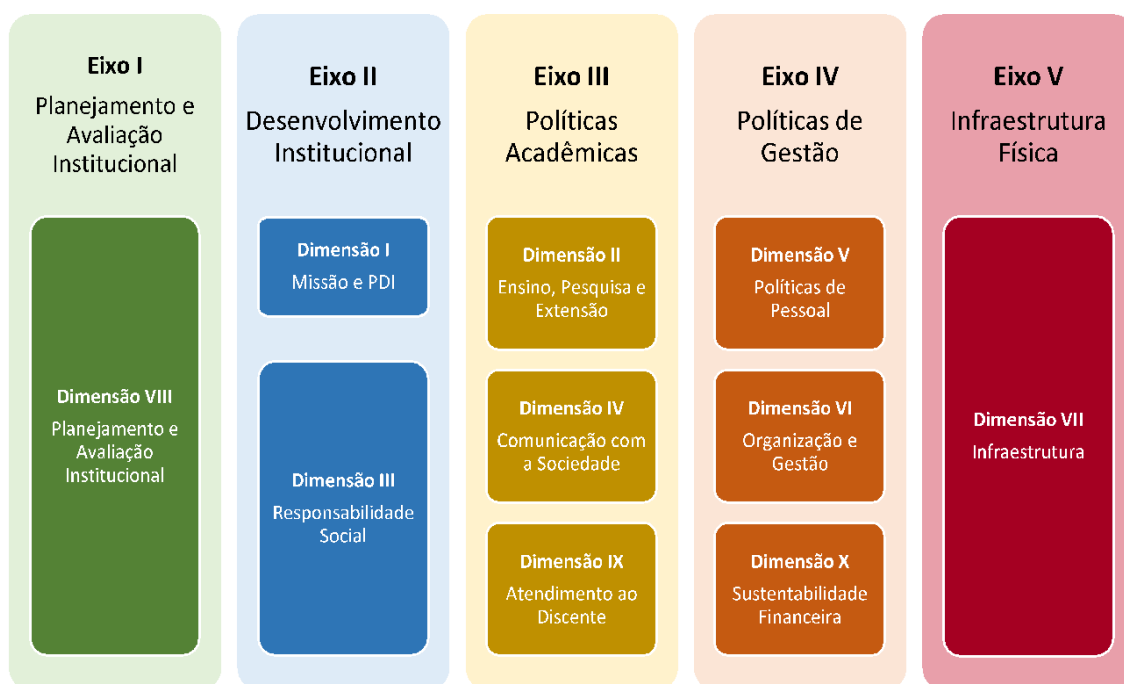 Eixo I
Planejamento e
Avaliação
Institucional
Dimensão VIII
Planejamento e
Avaliação
Institucional
Eixo II
Desenvolvimento
Institucional
Dimensão I
Missão e PDI
Dimensão III
Responsabilidade
Social
Eixo III
Políticas
Acadêmicas
Dimensão II
Ensino, Pesquisa e
Extensão
Dimensão IV
Comunicação com
a Sociedade
Dimensão IX
Atendimento ao
Discente
Eixo IV
Políticas de
Gestão
Dimensão V
Políticas de
Pessoal
Dimensão VI
Organização e
Gestão
Dimensão X
Sustentabilidade
Financeira
Eixo V
Infraestrutura
Física
Dimensão VII
Infraestrutura